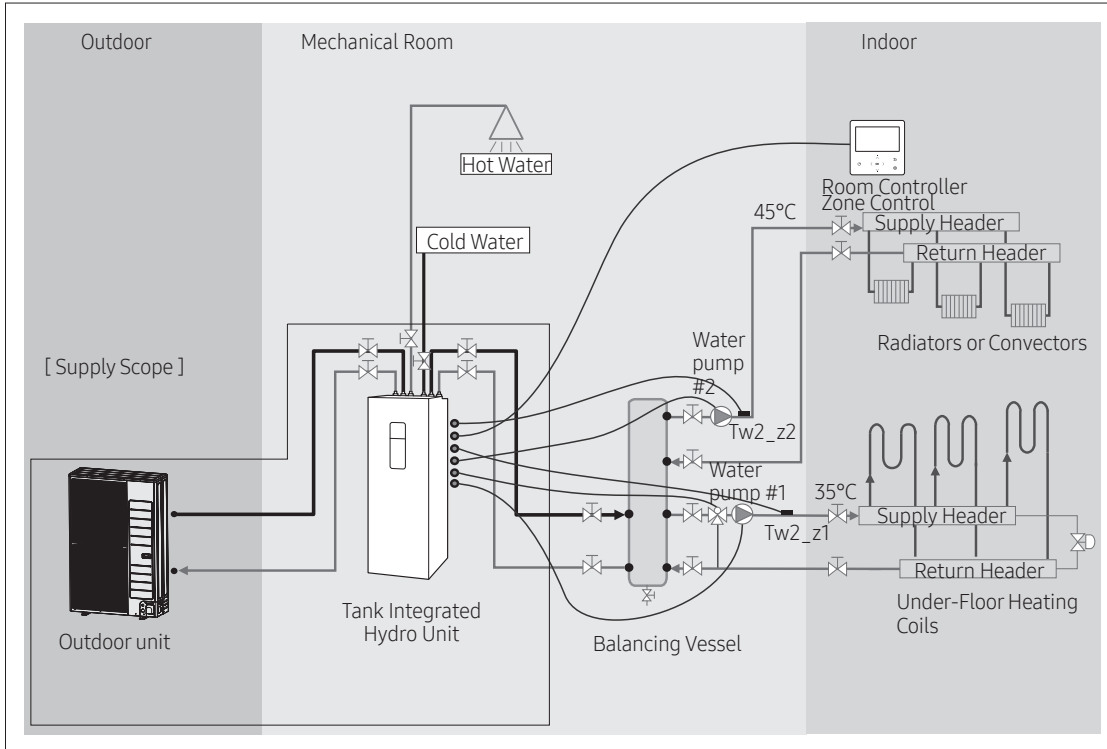 Outdoor
Mechanical Room
Indoor
Hot Water
Cold Water
Room Controller
Zone Control
45°C
Supply Header
Return Header
Radiators or Convectors
[ Supply Scope ]
Water
pump
#2
Tw2_z2
Water
pump #1
35°C
Tw2_z1
Supply Header
Return Header
Under-Floor Heating
Coils
Outdoor unit
Tank Integrated
Hydro Unit
Balancing Vessel